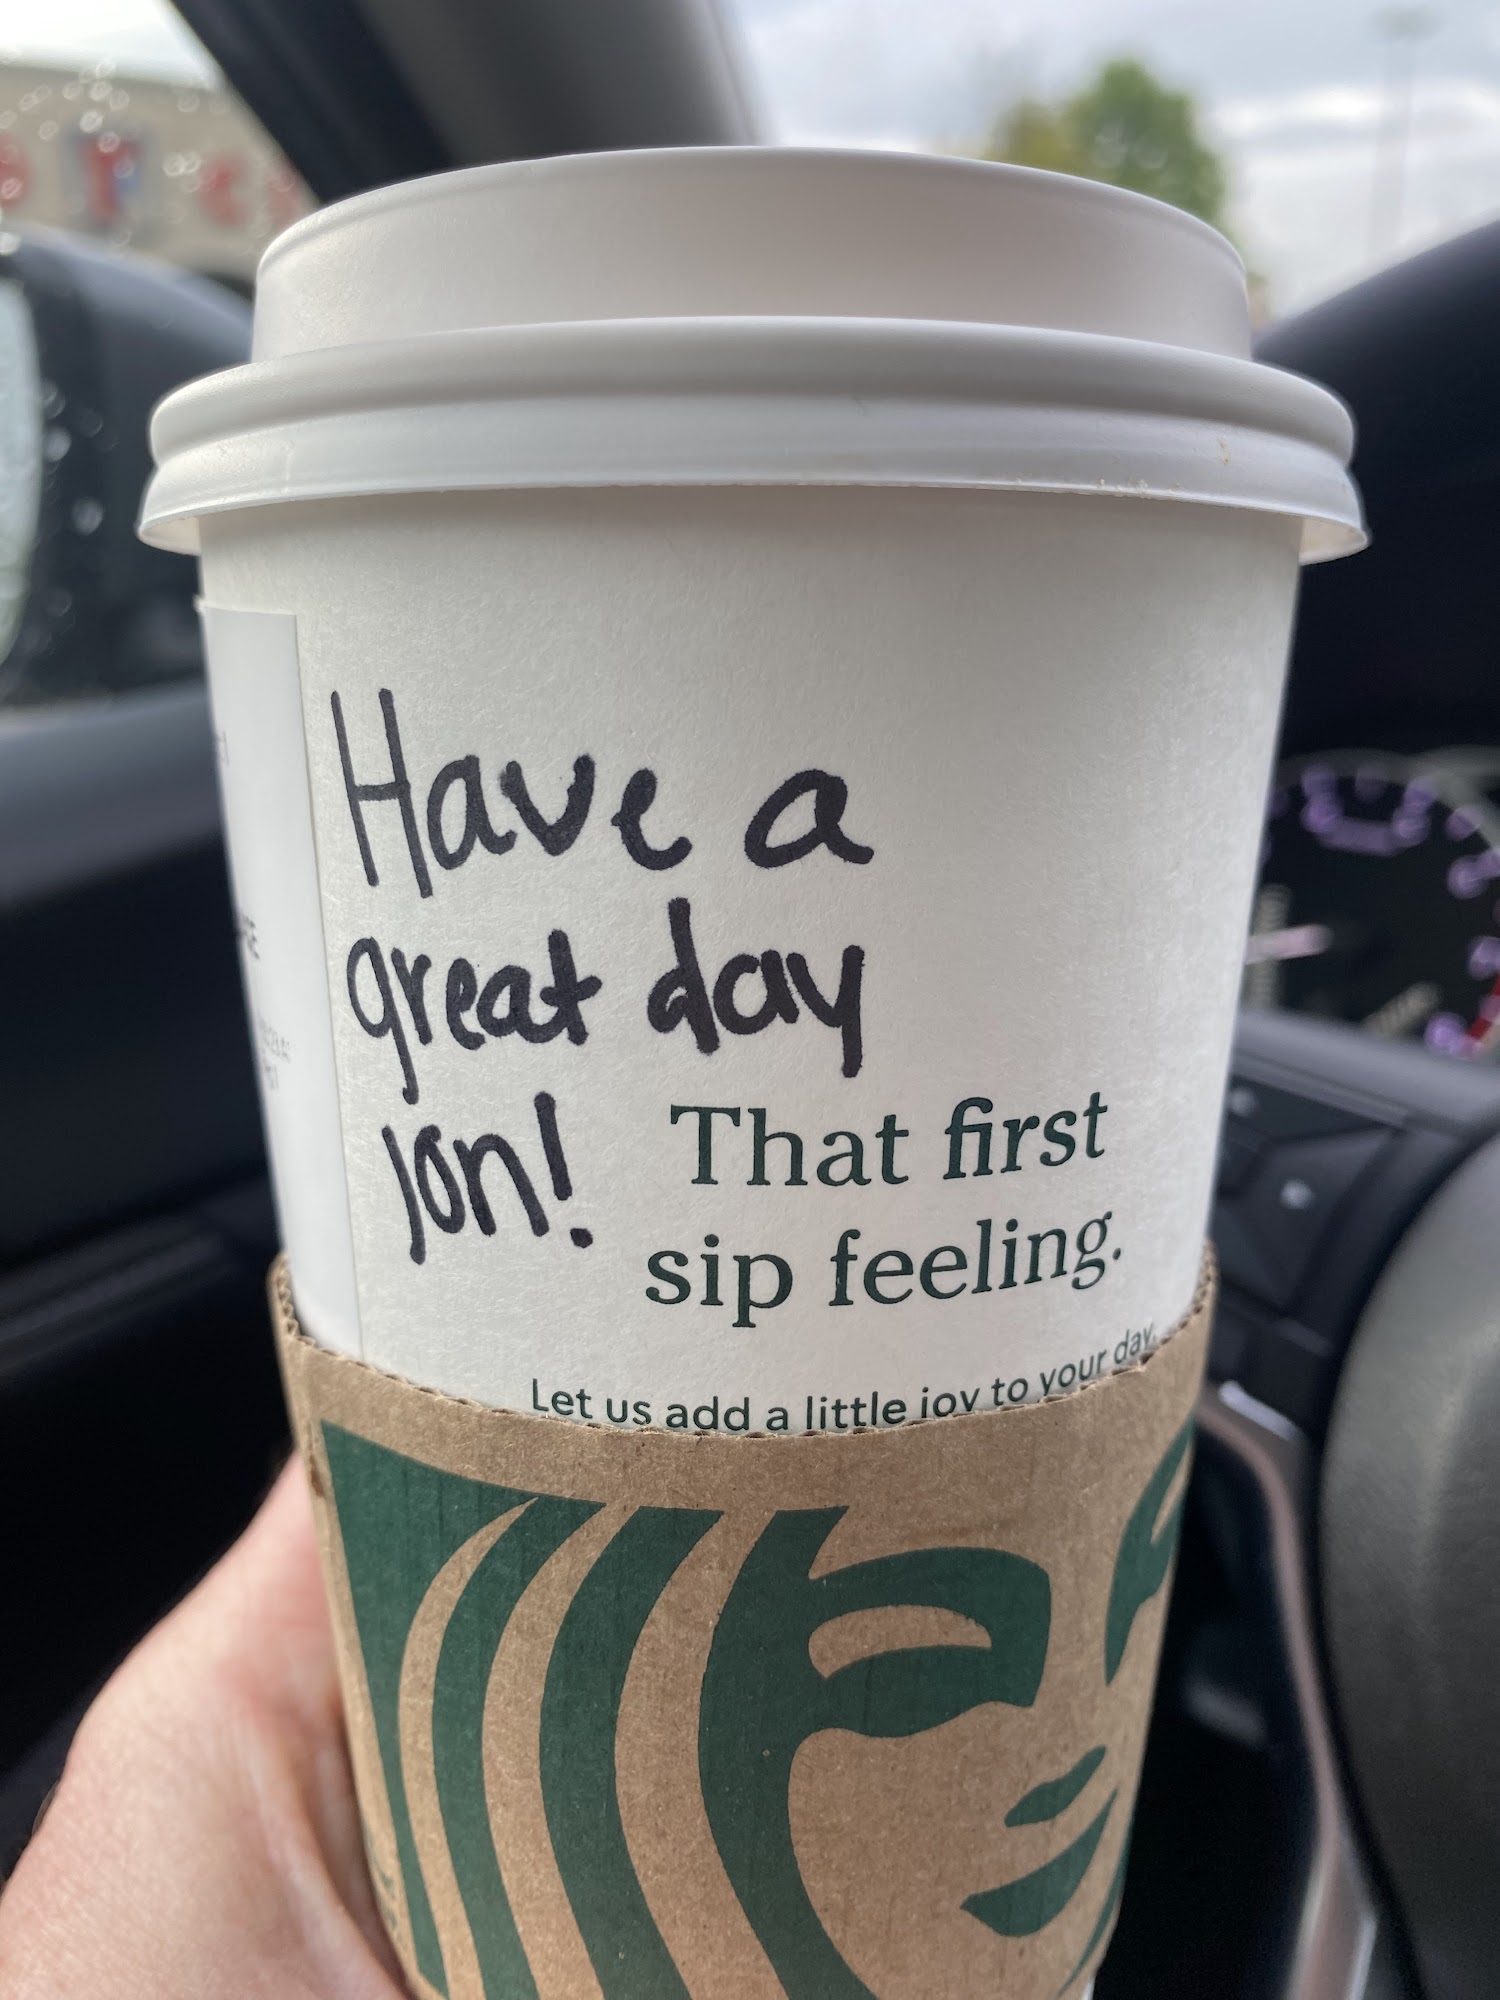 Have a
great day
Jon!
That first
sip feeling.
Let us add a little joy to your day.